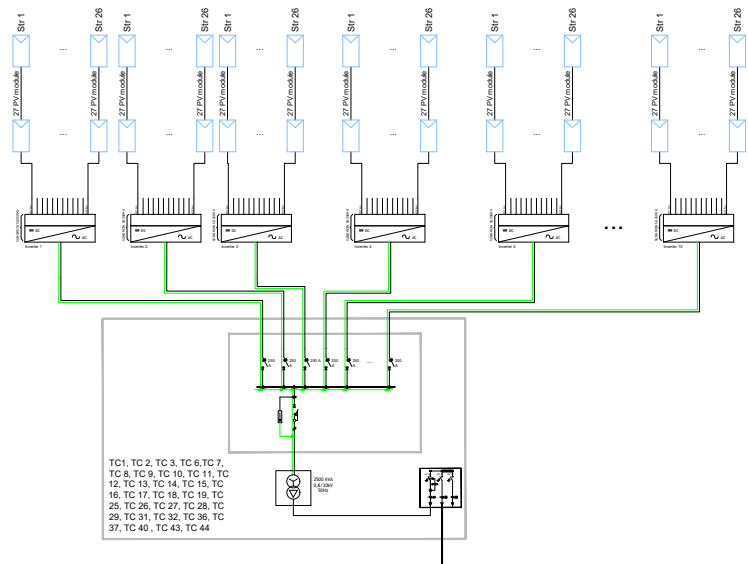 Str 1
...
Str 26
Str 1
...
Str 26
Str 1
...
Str 26
Str 1
...
Str 26
Str 1
...
Str 26
Str 1
...
Str 26
27 PV module
27 PV module
27 PV module
27 PV module
27 PV module
27 PV module
27 PV module
27 PV module
27 PV module
27 PV module
27 PV module
27 PV module
...
...
...
...
...
...
DC
AC
Inverter 1
DC
AC
Inverter 2
DC
AC
DC
AC
Inverter 4
DC
AC
DC
AC
Inverter 10
...
250 A
250 A
250 A
250 A
250 A
...
250 A
TC1, TC 2, TC 3, TC 6,TC 7,
TC 8, TC 9, TC 10, TC 11, TC
12, TC 13, TC 14, TC 15, TC
16, TC 17, TC 18, TC 19, TC
25, TC 26, TC 27, TC 28, TC
29, TC 31, TC 32, TC 36, TC
37, TC 40 , TC 43, TC 44
2500 kVA
0,8/30kV
50Hz